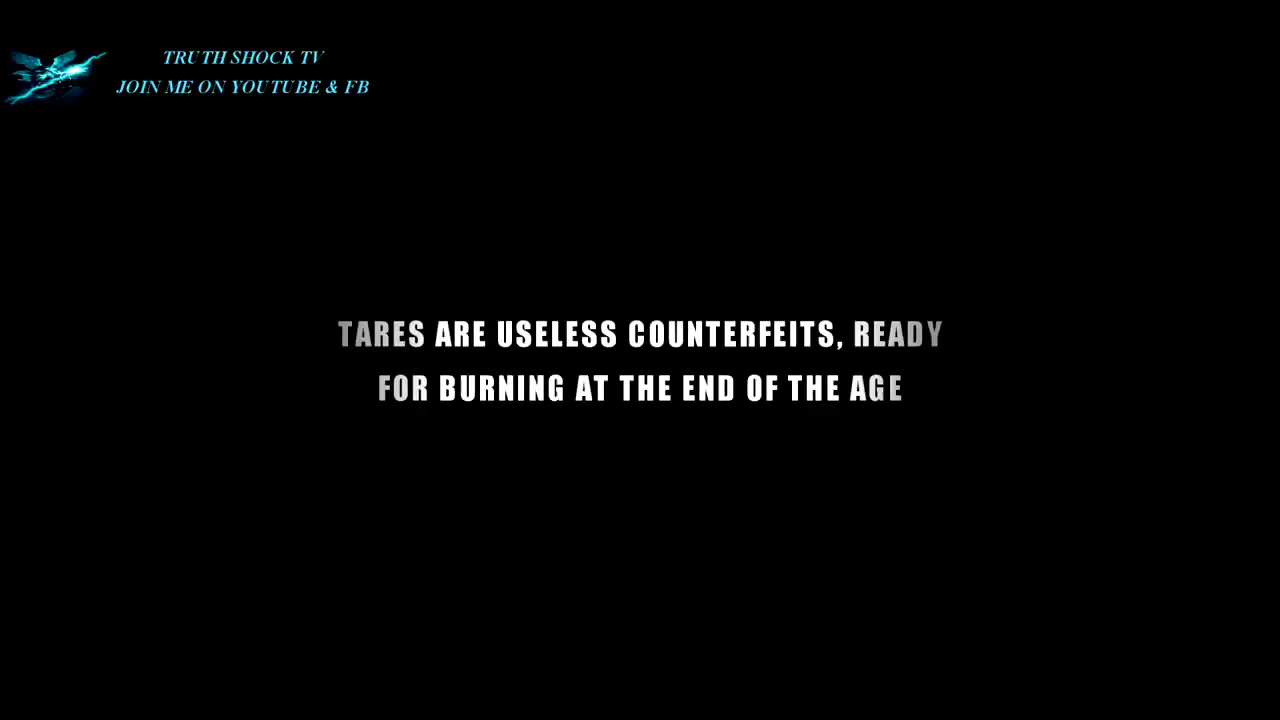 TRUTH SHOCK TV
JOIN ME ON YOUTUBE & FB
TARES ARE USELESS COUNTERFEITS, READY
FOR BURNING AT THE END OF THE AGE